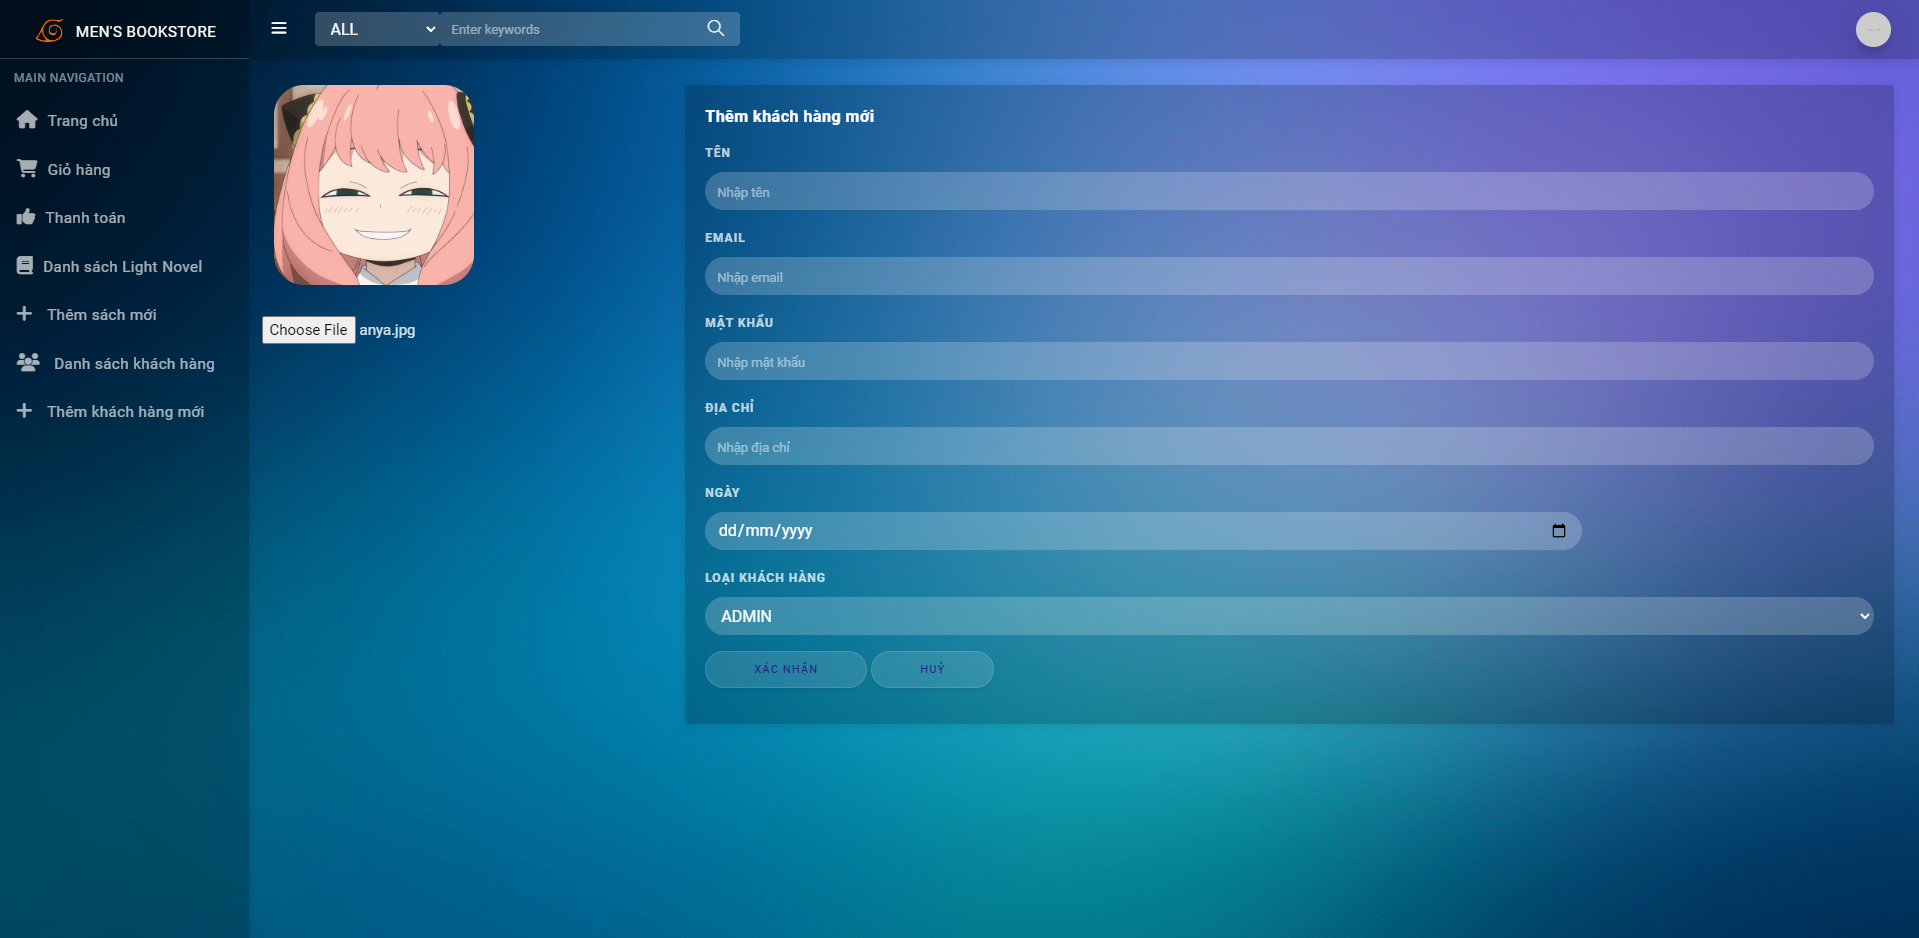 MEN'S BOOKSTORE
ALL
Enter keywords
MAIN NAVIGATION
Trang chủ
Giỏ hàng
Thanh toán
Danh sách Light Novel
Thêm sách mới
Danh sách khách hàng
Thêm khách hàng mới
Choose File anya.jpg
Thêm khách hàng mới
TÊN
Nhập tên
EMAIL
Nhập email
MẬT KHẨU
Nhập mật khẩu
ĐỊA CHỈ
Nhập địa chỉ
NGÀY
dd/mm/yyyy
LOẠI KHÁCH HÀNG
ADMIN
XÁC NHẬN
HUỶ